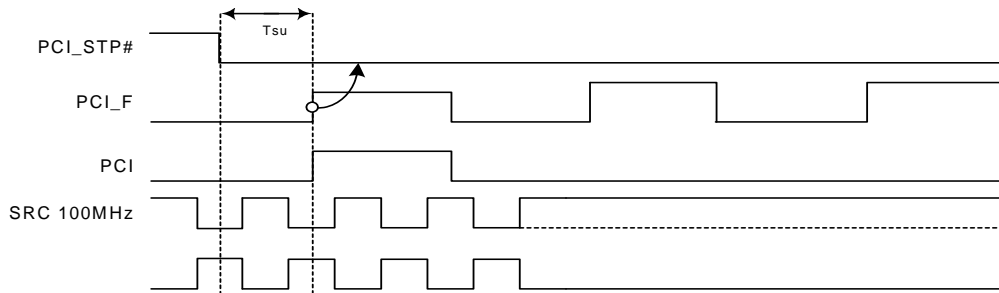 Tsu
PCI_STP#
PCI_F
PCI
SRC 100MHz